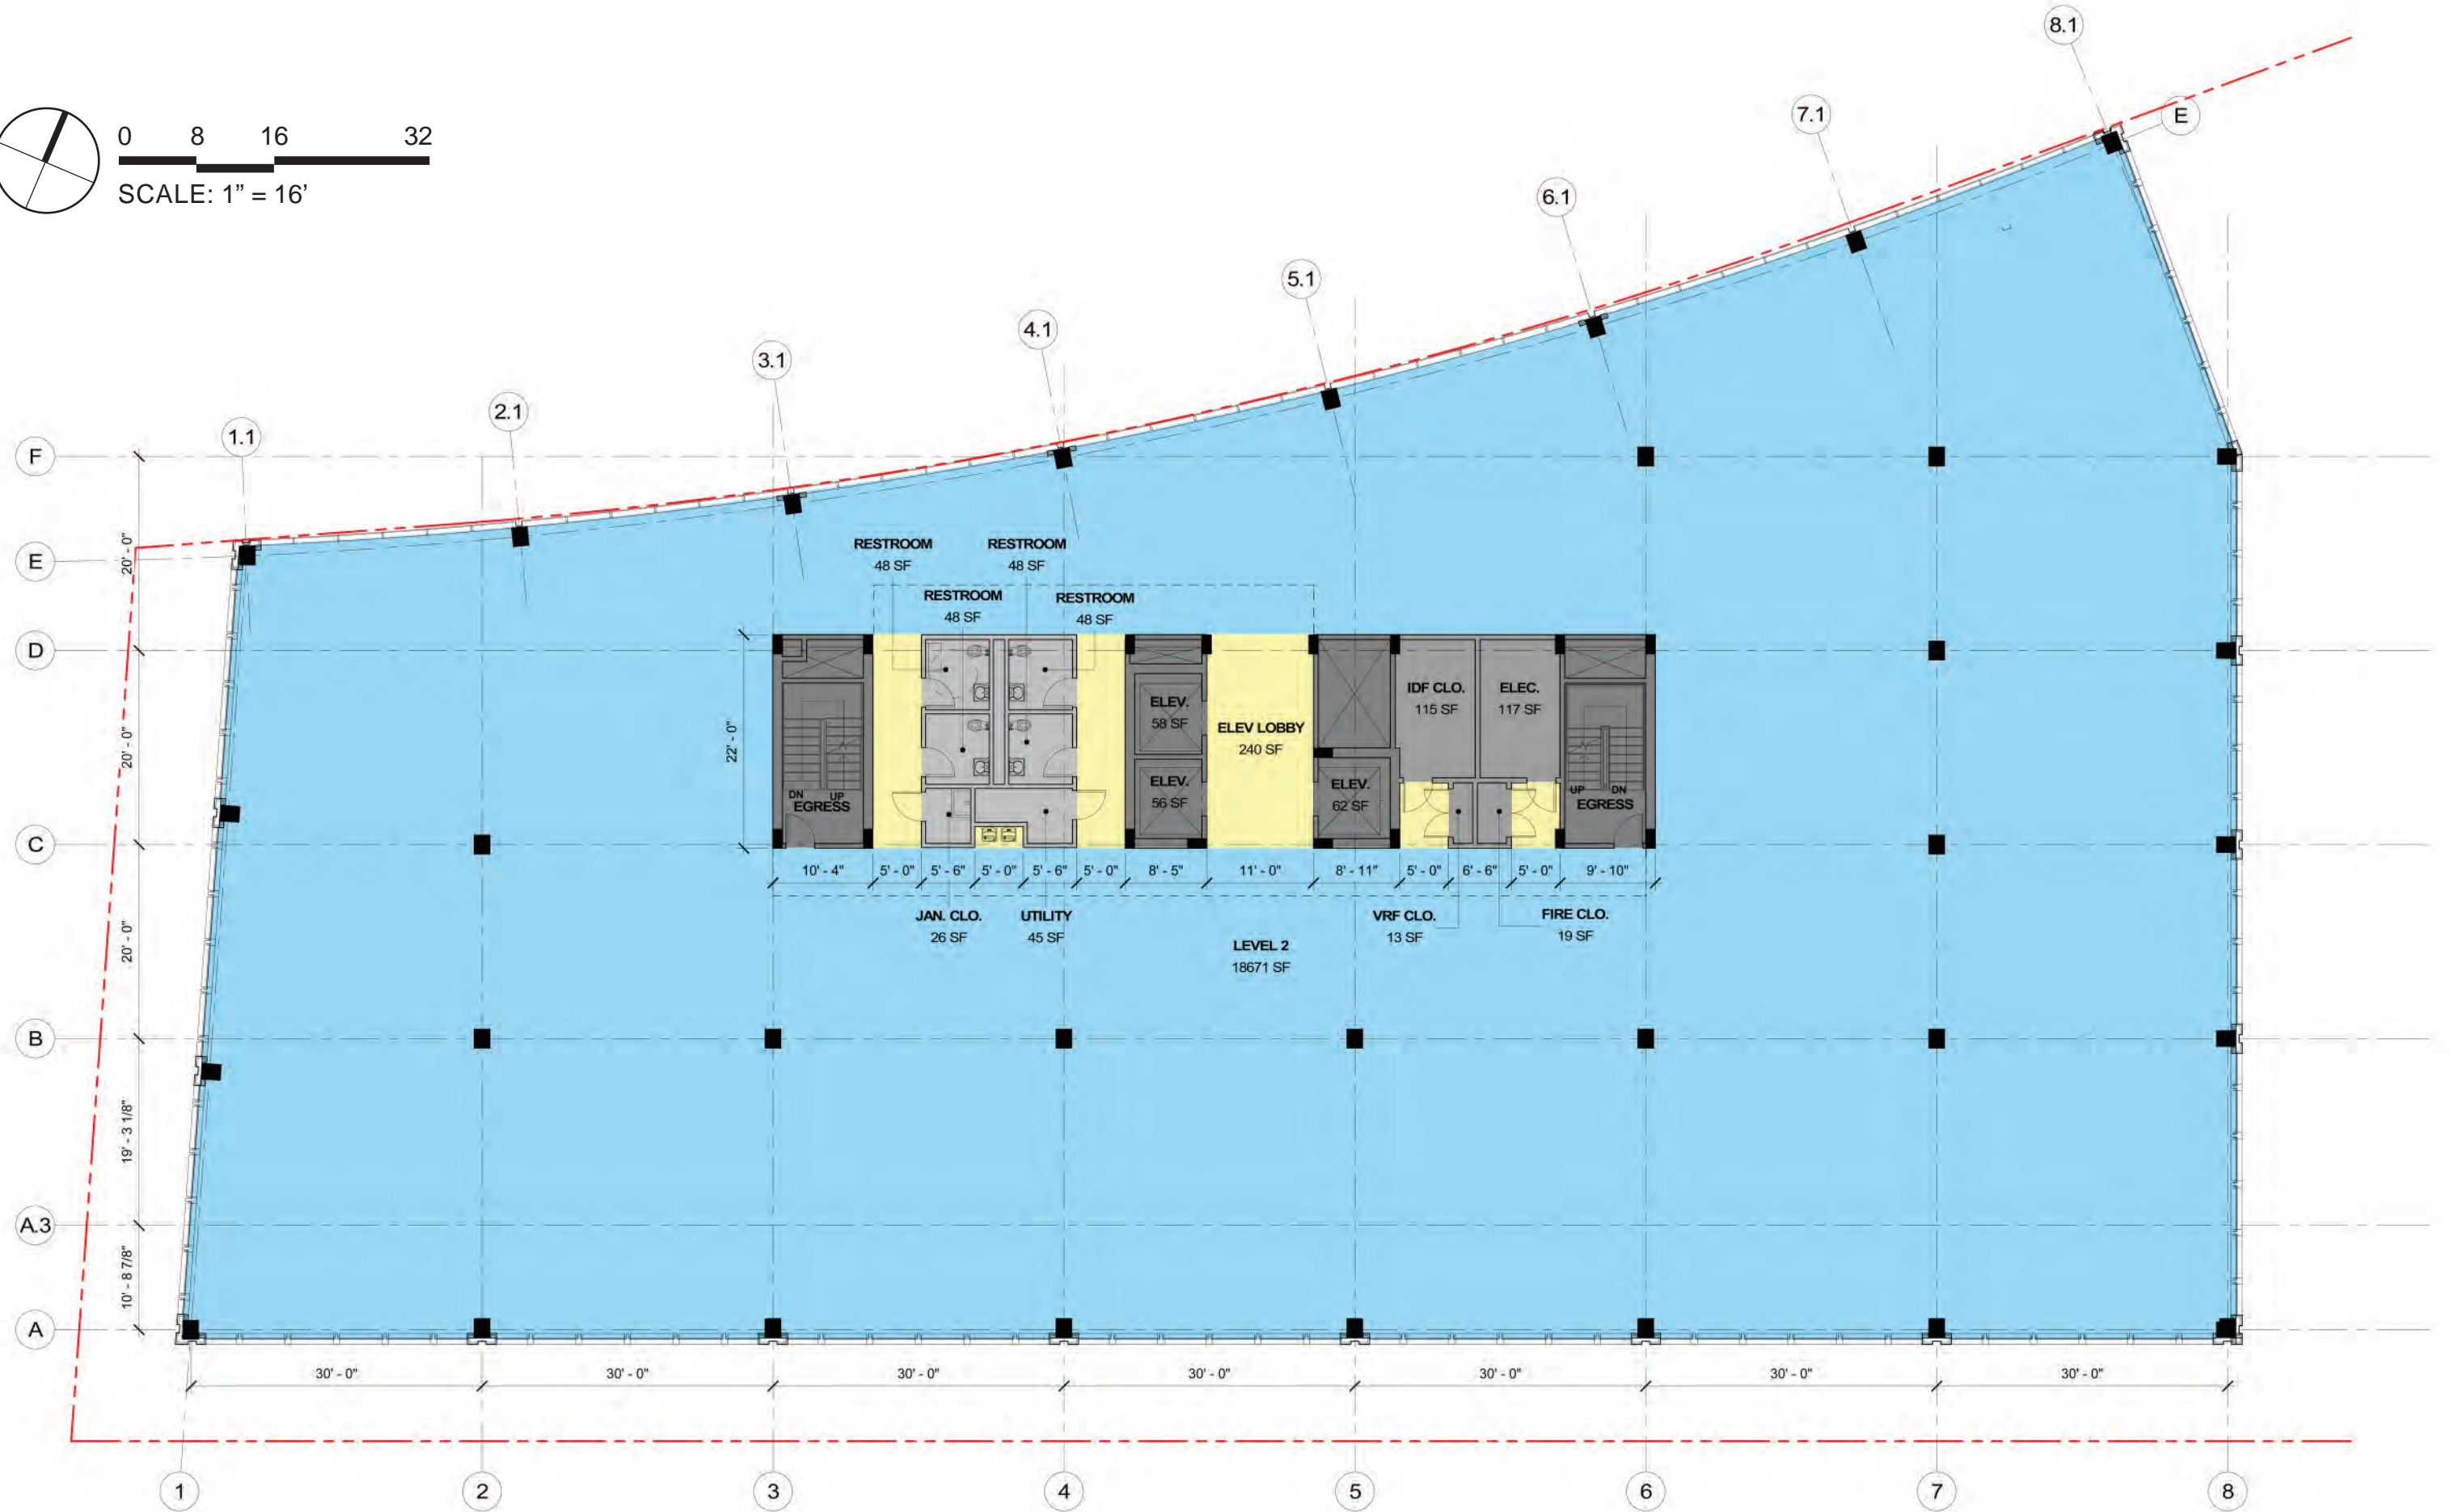 8.1
E
7.1
0 8 16 32
SCALE: 1” = 16’
6.1
5.1
4.1
3.1
2.1
1.1
F
E
20' - 0"
RESTROOM
48 SF
RESTROOM
48 SF
RESTROOM
48 SF
RESTROOM
48 SF
D
20' - 0"
22' - 0"
IDF CLO.
115 SF
ELEC.
117 SF
ELEV.
58 SF
ELEV LOBBY
240 SF
ELEV.
56 SF
ELEV.
62 SF
DN UP
EGRESS
UP DN
EGRESS
C
10' - 4" 5' - 0" 5' - 6" 5' - 0" 5' - 6" 5' - 0" 8' - 5" 11' - 0" 8' - 11" 5' - 0" 6' - 6" 5' - 0" 9' - 10"
JAN. CLO.
26 SF
UTILITY
45 SF
VRF CLO.
13 SF
FIRE CLO.
19 SF
20' - 0"
LEVEL 2
18671 SF
B
19' - 3 1/8"
A.3
10' - 8 7/8"
A
30' - 0" 30' - 0" 30' - 0" 30' - 0" 30' - 0" 30' - 0" 30' - 0"
1 2 3 4 5 6 7 8